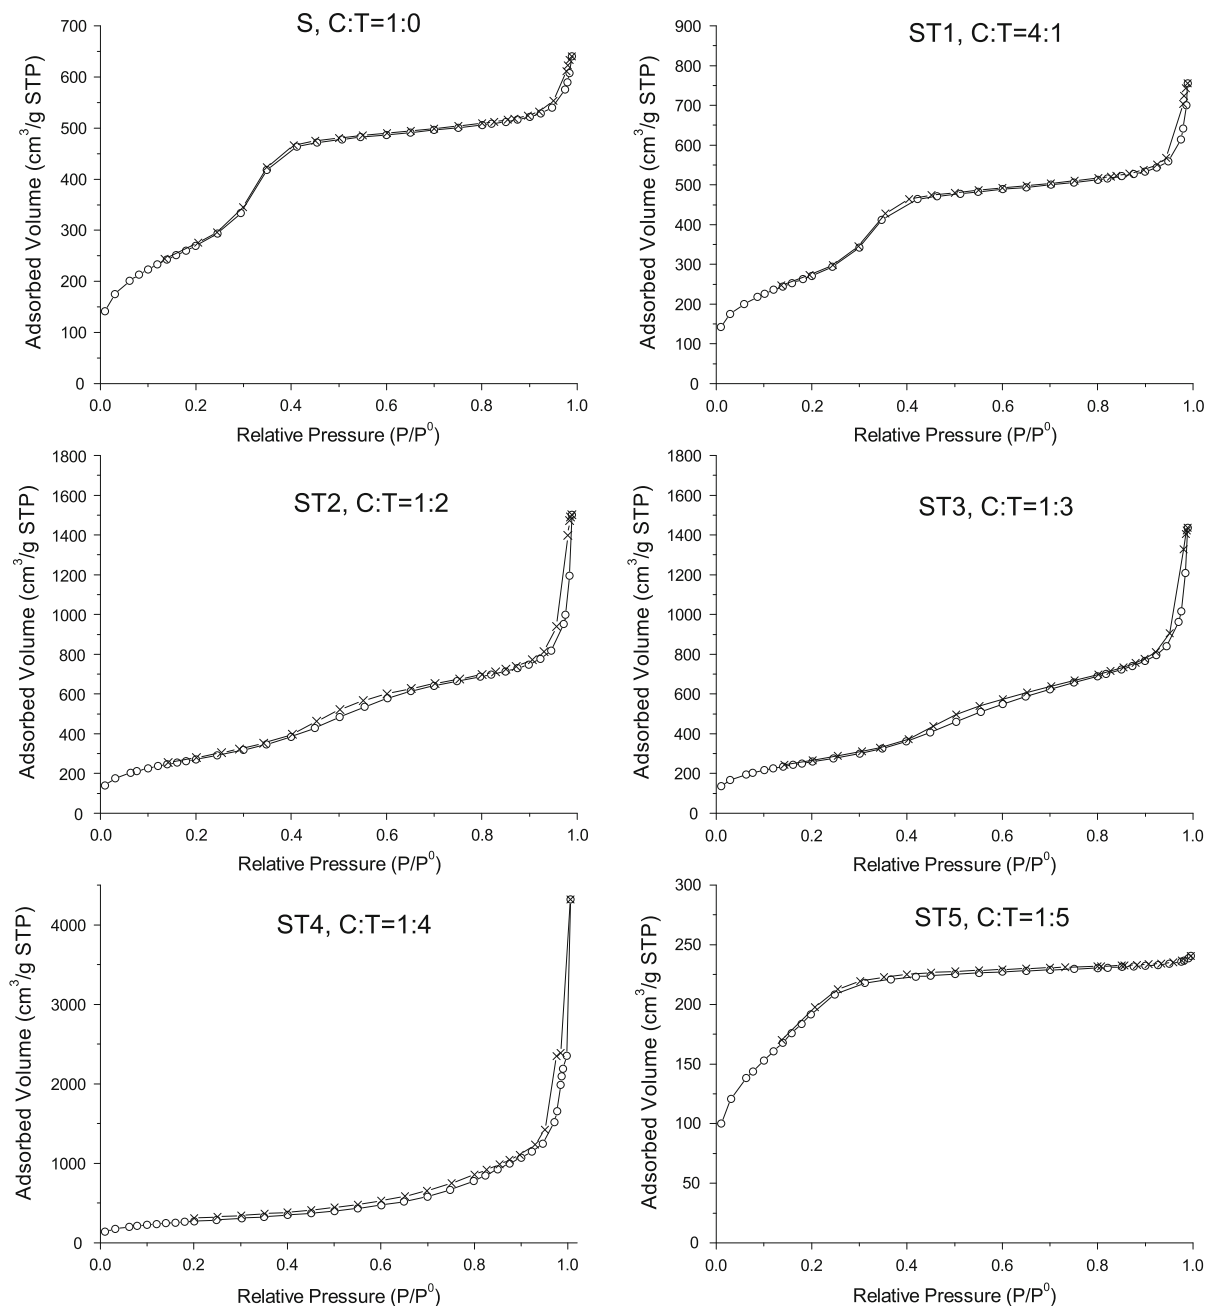 S, C:T=1:0
Adsorbed Volume (cm³/g STP)
700
600
500
400
300
200
100
0
0.0 0.2 0.4 0.6 0.8 1.0
Relative Pressure (P/P⁰)
ST1, C:T=4:1
Adsorbed Volume (cm³/g STP)
900
800
700
600
500
400
300
200
100
0
0.0 0.2 0.4 0.6 0.8 1.0
Relative Pressure (P/P⁰)
ST2, C:T=1:2
Adsorbed Volume (cm³/g STP)
1800
1600
1400
1200
1000
800
600
400
200
0
0.0 0.2 0.4 0.6 0.8 1.0
Relative Pressure (P/P⁰)
ST3, C:T=1:3
Adsorbed Volume (cm³/g STP)
1800
1600
1400
1200
1000
800
600
400
200
0
0.0 0.2 0.4 0.6 0.8 1.0
Relative Pressure (P/P⁰)
ST4, C:T=1:4
Adsorbed Volume (cm³/g STP)
4000
3000
2000
1000
0
0.0 0.2 0.4 0.6 0.8 1.0
Relative Pressure (P/P⁰)
ST5, C:T=1:5
Adsorbed Volume (cm³/g STP)
300
250
200
150
100
50
0
0.0 0.2 0.4 0.6 0.8 1.0
Relative Pressure (P/P⁰)